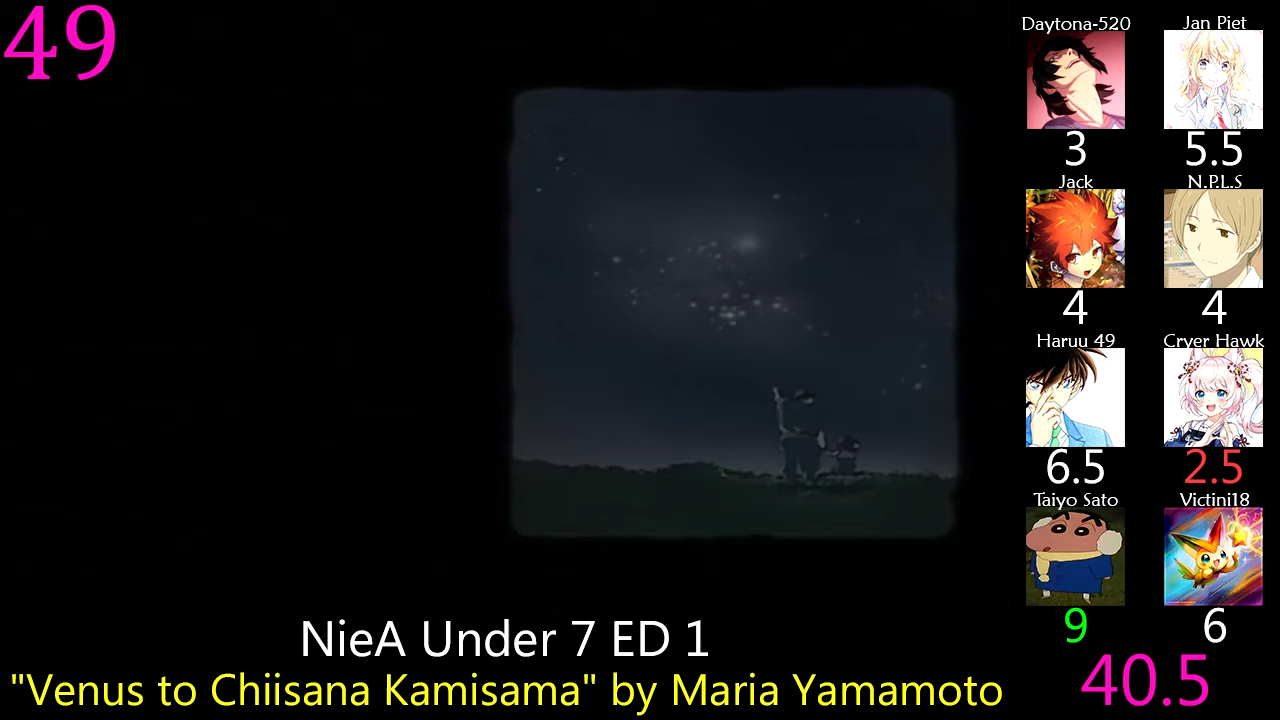 49
Daytona-520
Jan Piet
3
5.5
Jack
N.P.L.S
4
4
Haruu 49
Cryer Hawk
6.5
2.5
Taiyo Sato
Victini18
9
6
NieA Under 7 ED 1
"Venus to Chiisana Kamisama" by Maria Yamamoto
40.5